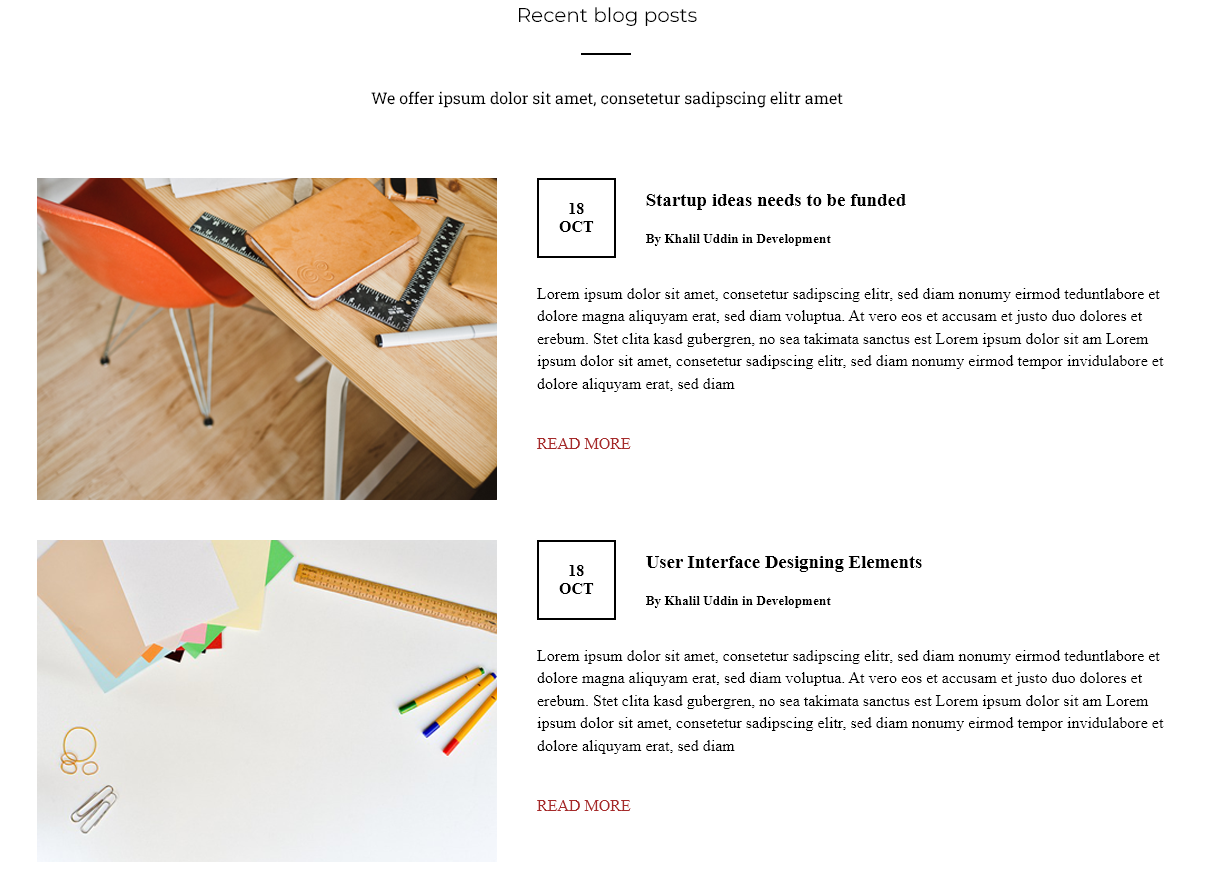 Recent blog posts
We offer ipsum dolor sit amet, consetetur sadipscing elitr amet
18
OCT
Startup ideas needs to be funded
By Khalil Uddin in Development
Lorem ipsum dolor sit amet, consetetur sadipscing elitr, sed diam nonumy eirmod teduntlabore et
dolore magna aliquyam erat, sed diam voluptua. At vero eos et accusam et justo duo dolores et
erebum. Stet clita kasd gubergren, no sea takimata sanctus est Lorem ipsum dolor sit am Lorem
ipsum dolor sit amet, consetetur sadipscing elitr, sed diam nonumy eirmod tempor invidulabore et
dolore aliquyam erat, sed diam
READ MORE
18
OCT
User Interface Designing Elements
By Khalil Uddin in Development
Lorem ipsum dolor sit amet, consetetur sadipscing elitr, sed diam nonumy eirmod teduntlabore et
dolore magna aliquyam erat, sed diam voluptua. At vero eos et accusam et justo duo dolores et
erebum. Stet clita kasd gubergren, no sea takimata sanctus est Lorem ipsum dolor sit am Lorem
ipsum dolor sit amet, consetetur sadipscing elitr, sed diam nonumy eirmod tempor invidulabore et
dolore aliquyam erat, sed diam
READ MORE